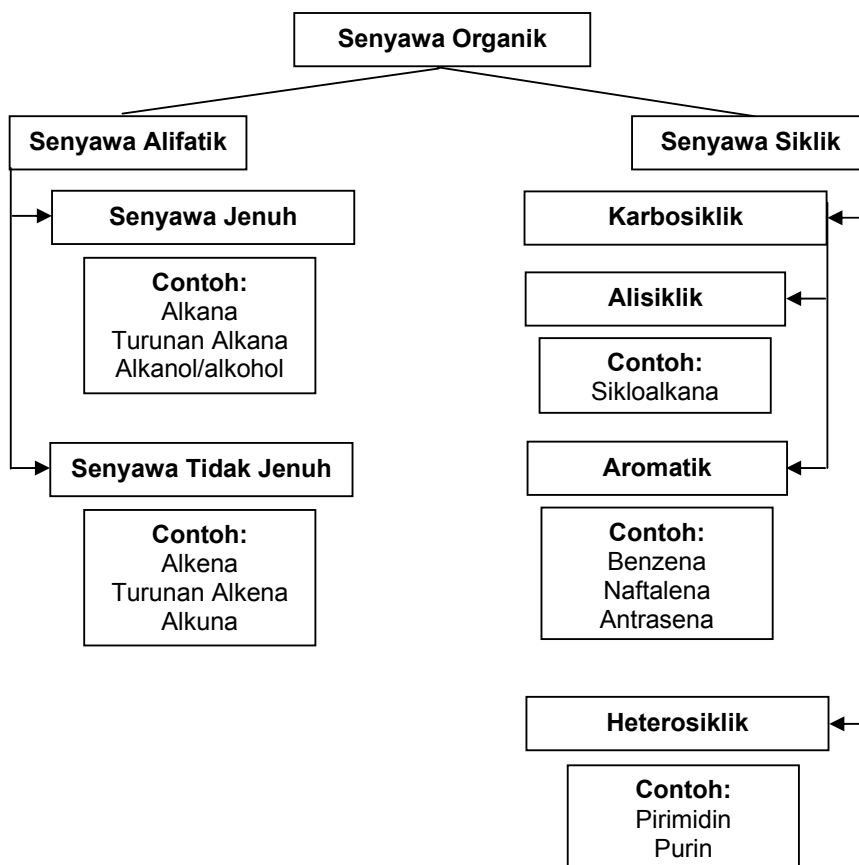 Senyawa Organik
Senyawa Alifatik
Senyawa Jenuh
Contoh:
Alkana
Turunan Alkana
Alkanol/alkohol
Senyawa Tidak Jenuh
Contoh:
Alkena
Turunan Alkena
Alkuna
Senyawa Siklik
Karbosiklik
Alisiklik
Contoh:
Sikloalkana
Aromatik
Contoh:
Benzena
Naftalena
Antrasena
Heterosiklik
Contoh:
Pirimidin
Purin